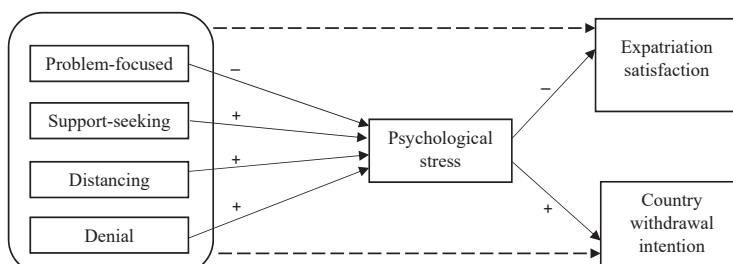 Problem-focused
Support-seeking
Distancing
Denial
–
+
+
+
Psychological
stress
–
+
Expatriation
satisfaction
Country
withdrawal
intention